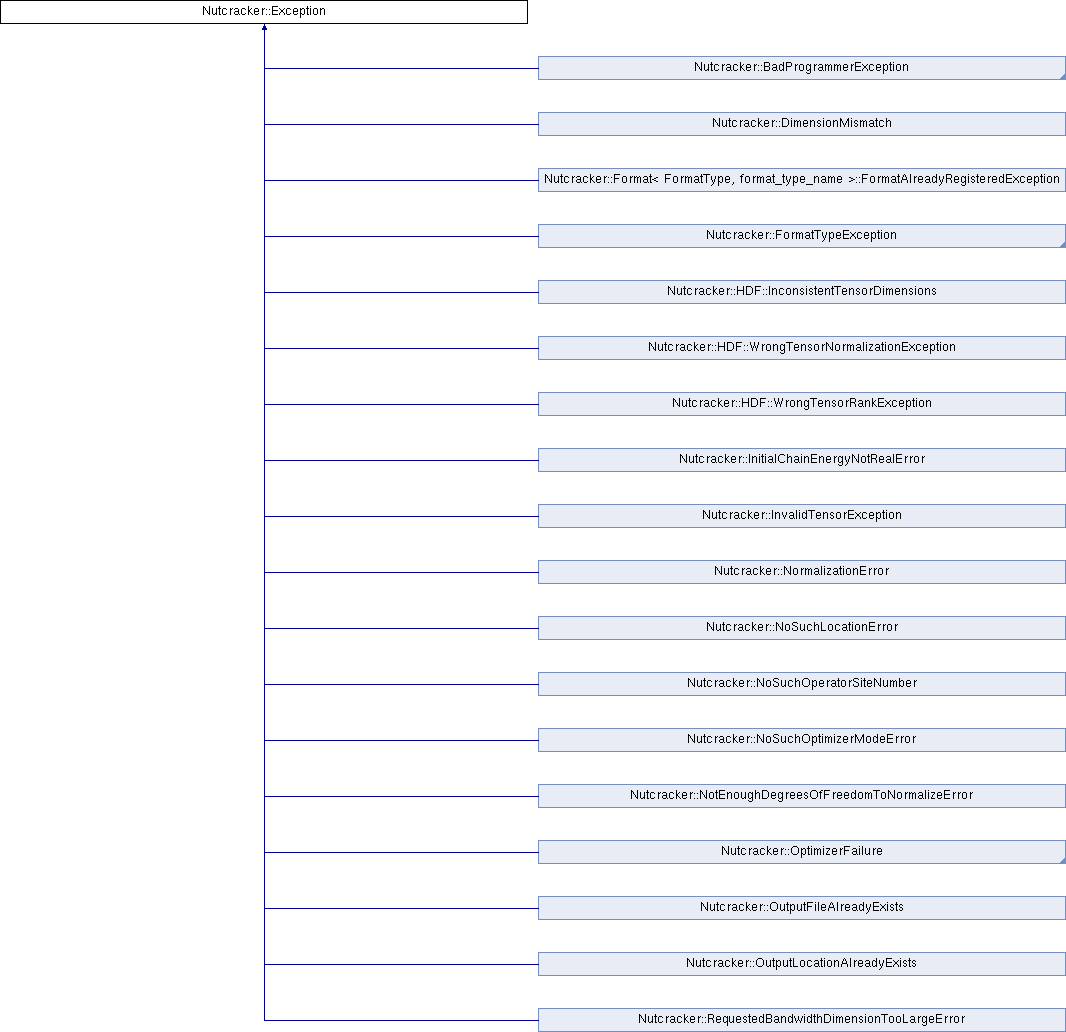 Nutcracker::Exception
Nutcracker::BadProgrammerException
Nutcracker::DimensionMismatch
Nutcracker::Format< FormatType, format_type_name >::FormatAlreadyRegisteredException
Nutcracker::FormatTypeException
Nutcracker::HDF::InconsistentTensorDimensions
Nutcracker::HDF::WrongTensorNormalizationException
Nutcracker::HDF::WrongTensorRankException
Nutcracker::InitialChainEnergyNotRealError
Nutcracker::InvalidTensorException
Nutcracker::NormalizationError
Nutcracker::NoSuchLocationError
Nutcracker::NoSuchOperatorSiteNumber
Nutcracker::NoSuchOptimizerModeError
Nutcracker::NotEnoughDegreesOfFreedomToNormalizeError
Nutcracker::OptimizerFailure
Nutcracker::OutputFileAlreadyExists
Nutcracker::OutputLocationAlreadyExists
Nutcracker::RequestedBandwidthDimensionTooLargeError